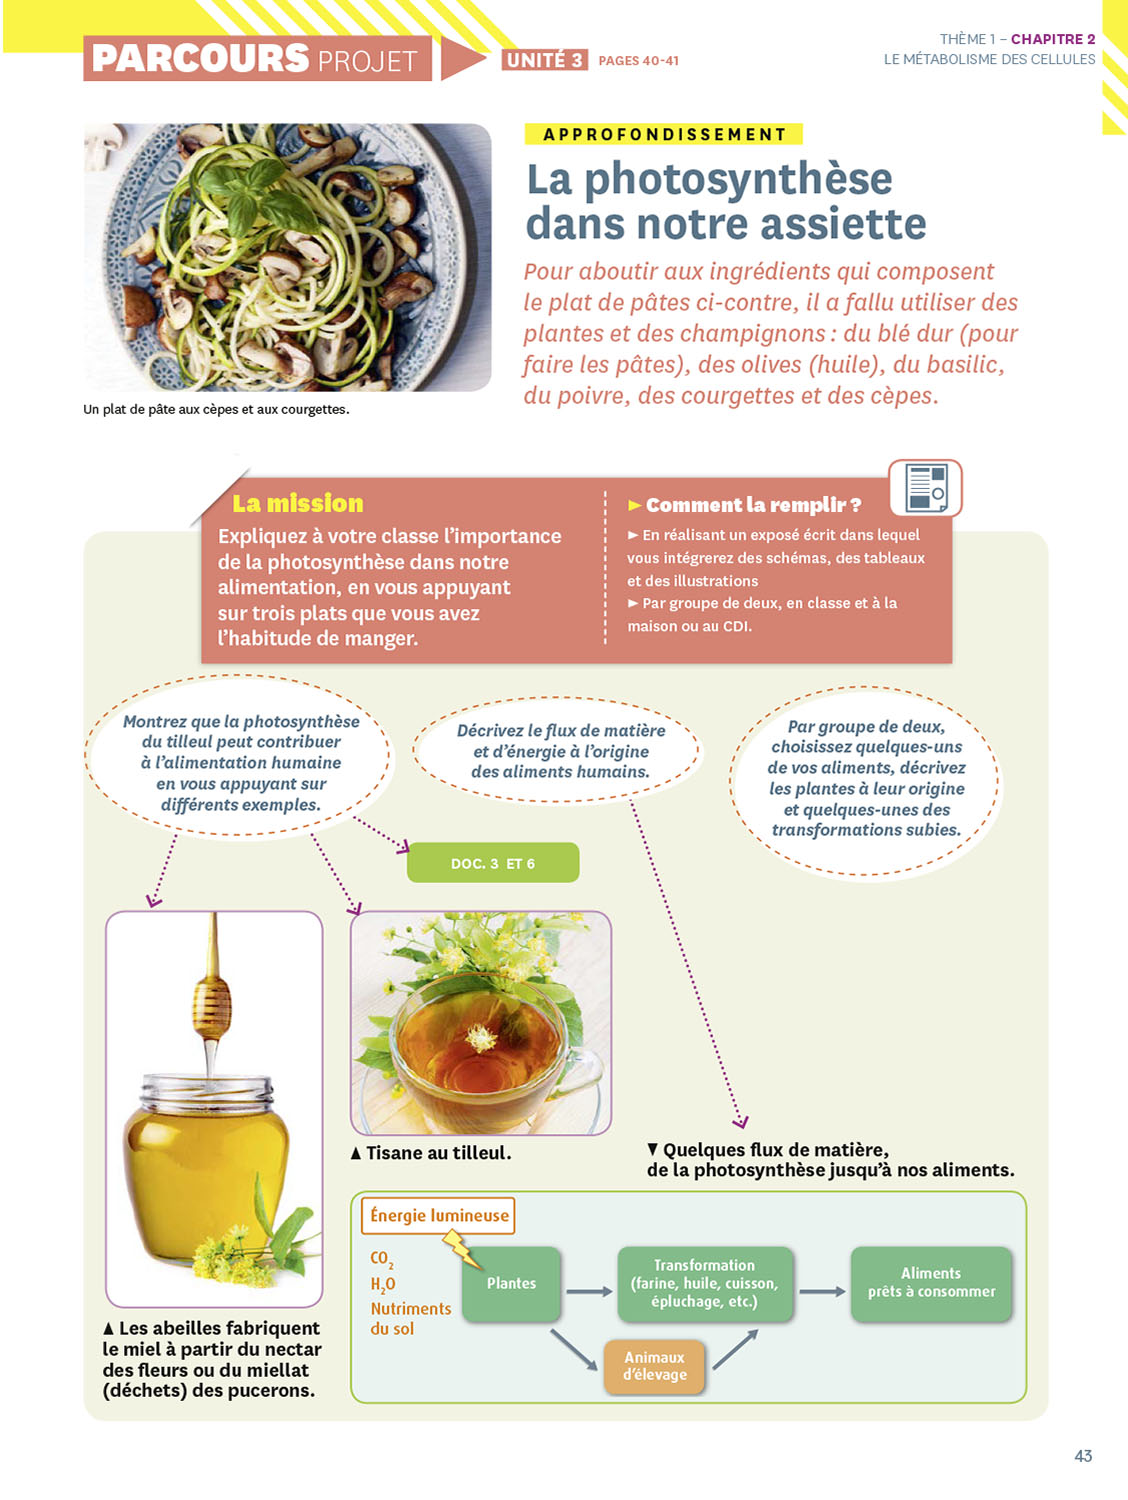 PARCOURS PROJET
UNITÉ 3 PAGES 40-41
THÈME 1 – CHAPITRE 2
LE MÉTABOLISME DES CELLULES
APPROFONDISSEMENT
La photosynthèse
dans notre assiette
Pour aboutir aux ingrédients qui composent
le plat de pâtes ci-contre, il a fallu utiliser des
plantes et des champignons : du blé dur (pour
faire les pâtes), des olives (huile), du basilic,
du poivre, des courgettes et des cèpes.
Un plat de pâte aux cèpes et aux courgettes.
La mission
Expliquez à votre classe l'importance
de la photosynthèse dans notre
alimentation, en vous appuyant
sur trois plats que vous avez
l'habitude de manger.
► Comment la remplir ?
► En réalisant un exposé écrit dans lequel
vous intégrerez des schémas, des tableaux
et des illustrations
► Par groupe de deux, en classe et à la
maison ou au CDI.
Montrez que la photosynthèse
du tilleul peut contribuer
à l'alimentation humaine
en vous appuyant sur
différents exemples.
Décrivez le flux de matière
et d'énergie à l'origine
des aliments humains.
Par groupe de deux,
choisissez quelques-uns
de vos aliments, décrivez
les plantes à leur origine
et quelques-unes des
transformations subies.
DOC. 3 ET 6
▲ Tisane au tilleul.
▲ Les abeilles fabriquent
le miel à partir du nectar
des fleurs ou du miellat
(déchets) des pucerons.
▼ Quelques flux de matière,
de la photosynthèse jusqu'à nos aliments.
Énergie lumineuse
CO₂
H₂O
Nutriments
du sol
Plantes
Transformation
(farine, huile, cuisson,
épluchage, etc.)
Aliments
prêts à consommer
Animaux
d'élevage
43